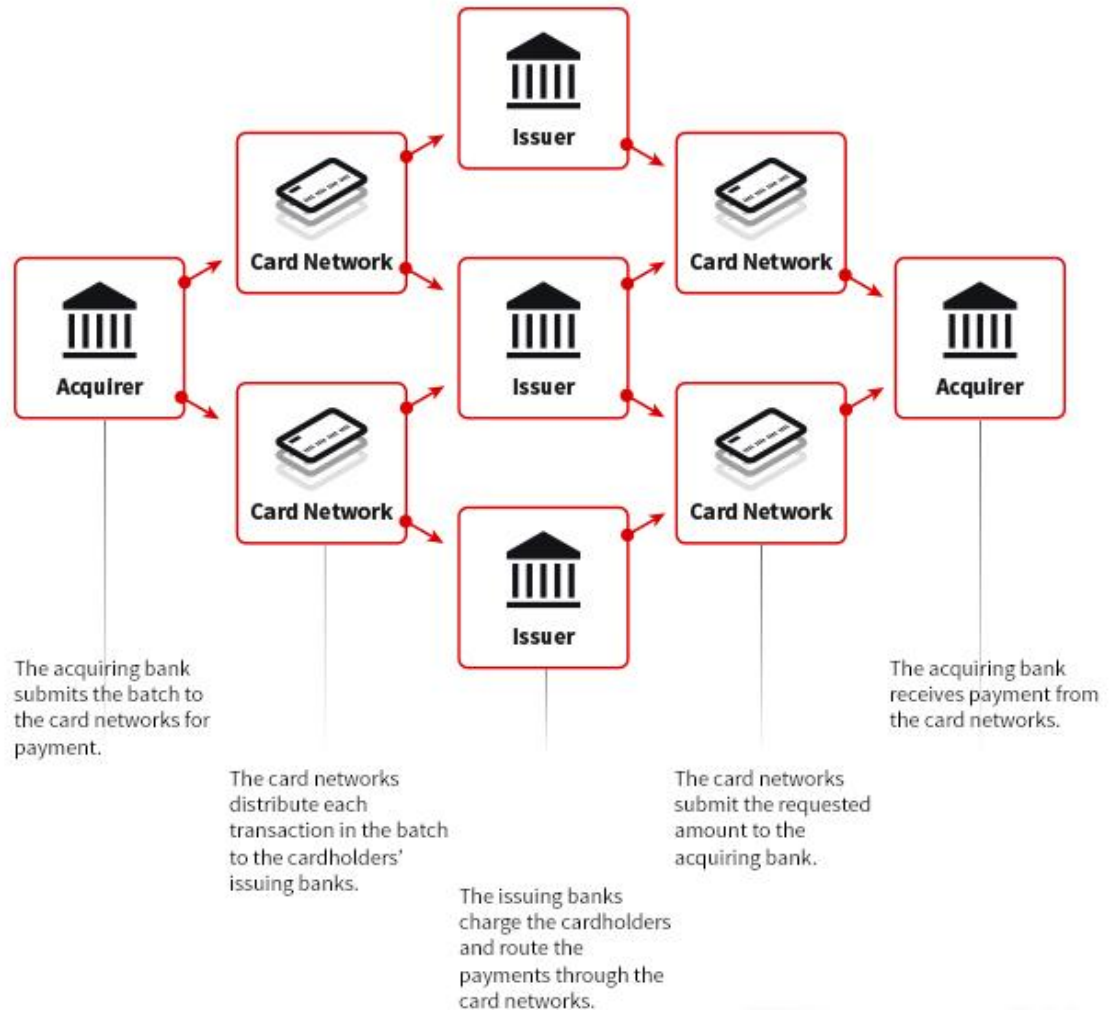 Issuer
Card Network
Card Network
Acquirer
Issuer
Acquirer
Card Network
Card Network
Issuer
The acquiring bank
submits the batch to
the card networks for
payment.
The card networks
distribute each
transaction in the batch
to the cardholders’
issuing banks.
The issuing banks
charge the cardholders
and route the
payments through the
card networks.
The card networks
submit the requested
amount to the
acquiring bank.
The acquiring bank
receives payment from
the card networks.